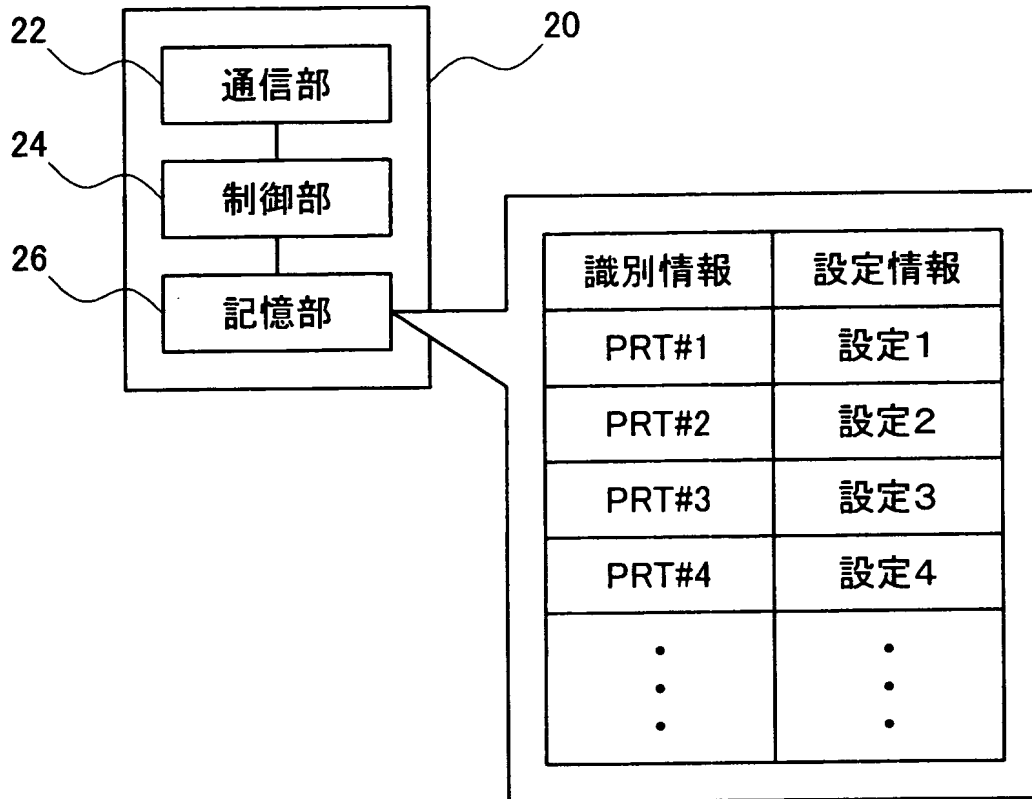 22
20
通信部
24
制御部
26
記憶部
識別情報 設定情報
PRT#1 設定1
PRT#2 設定2
PRT#3 設定3
PRT#4 設定4